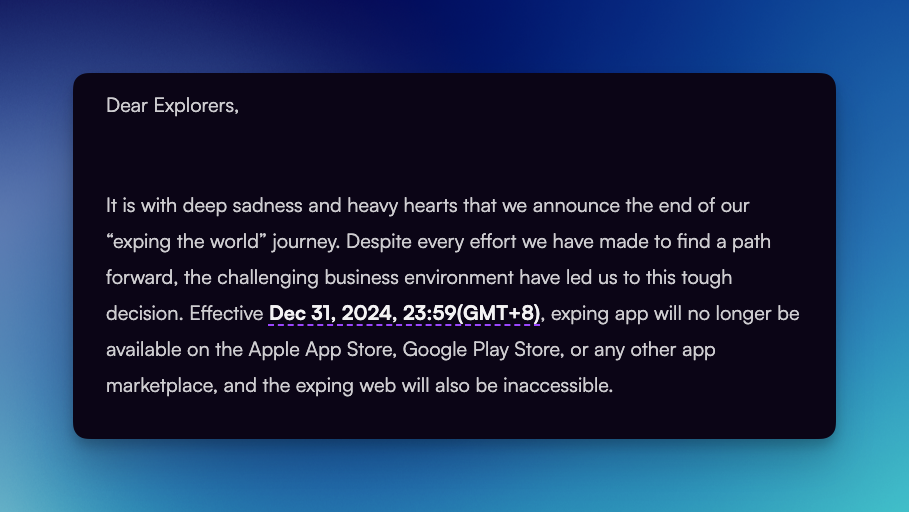 Dear Explorers,
It is with deep sadness and heavy hearts that we announce the end of our
“exping the world” journey. Despite every effort we have made to find a path
forward, the challenging business environment have led us to this tough
decision. Effective Dec 31, 2024, 23:59(GMT+8), exping app will no longer be
available on the Apple App Store, Google Play Store, or any other app
marketplace, and the exping web will also be inaccessible.